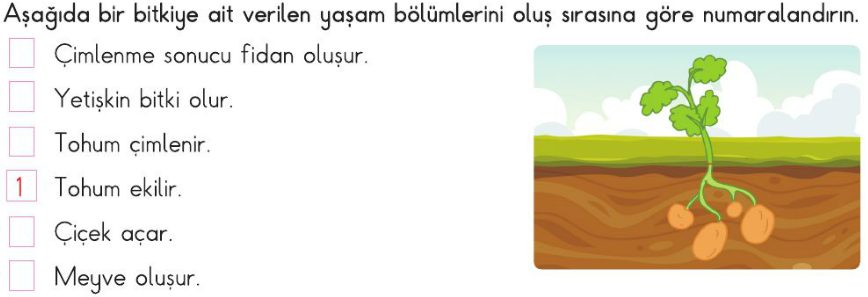 Aşağıda bir bitkiye ait verilen yaşam bölümlerini oluş sırasına göre numaralandırın.
Çimlenme sonucu fidan oluşur.
Yetişkin bitki olur.
Tohum çimlenir.
1 Tohum ekilir.
Çiçek açar.
Meyve oluşur.